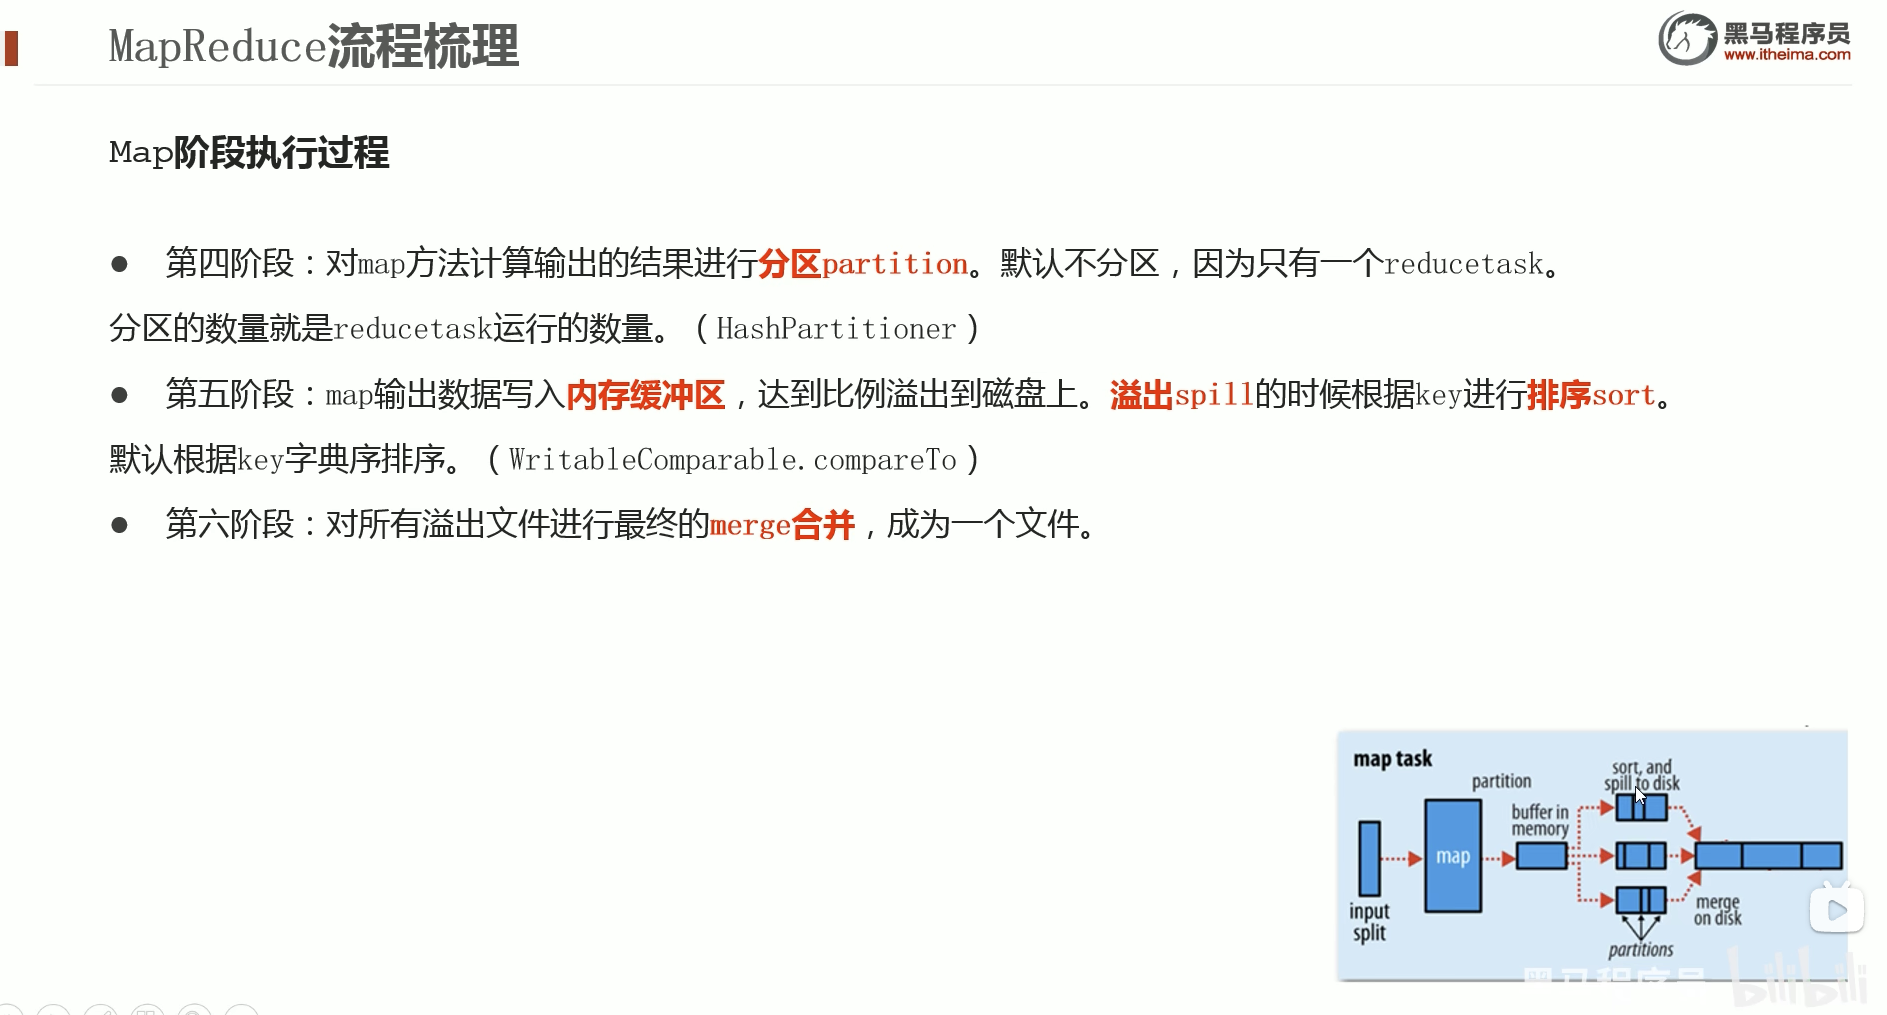 MapReduce流程梳理
黑马程序员
www.itheima.com
Map阶段执行过程
● 第四阶段：对map方法计算输出的结果进行分区partition。默认不分区，因为只有一个reducetask。
分区的数量就是reducetask运行的数量。（HashPartitioner）
● 第五阶段：map输出数据写入内存缓冲区，达到比例溢出到磁盘上。溢出spill的时候根据key进行排序sort。
默认根据key字典序排序。（WritableComparable.compareTo）
● 第六阶段：对所有溢出文件进行最终的merge合并，成为一个文件。
map task
partition
sort, and
spill to disk
buffer in
memory
map
input
split
merge
on disk
partitions
黑马程序员
bilibili